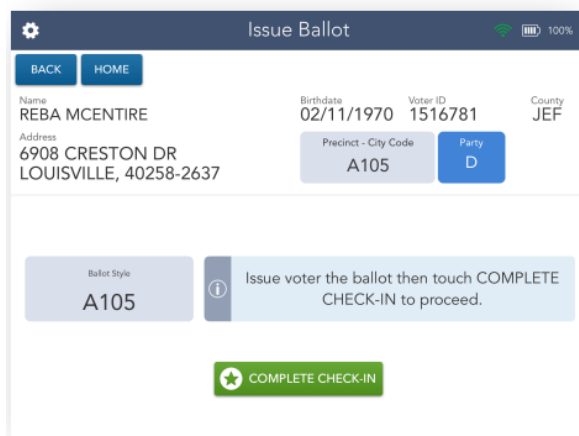 Issue Ballot
100%
BACK
HOME
Name
REBA MCENTIRE
Birthdate
02/11/1970
Voter ID
1516781
County
JEF
Address
6908 CRESTON DR
LOUISVILLE, 40258-2637
Precinct - City Code
A105
Party
D
Ballot Style
A105
Issue voter the ballot then touch COMPLETE
CHECK-IN to proceed.
COMPLETE CHECK-IN